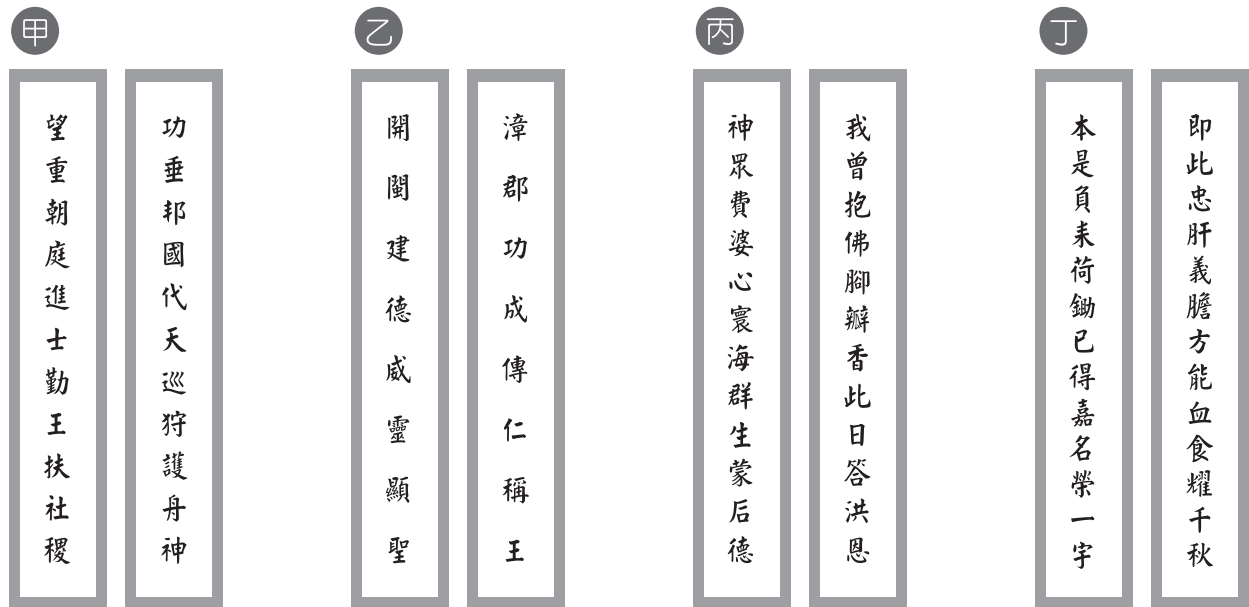 甲
功垂邦國代天巡狩護舟神
望重朝庭進士勤王扶社稷
乙
漳郡功成傳仁稱王
開閩建德威靈顯聖
丙
我曾抱佛腳瓣香此日答洪恩
神眾費婆心寰海群生蒙后德
丁
即此忠肝義膽方能血食耀千秋
本是負耒荷鋤已得嘉名榮一字